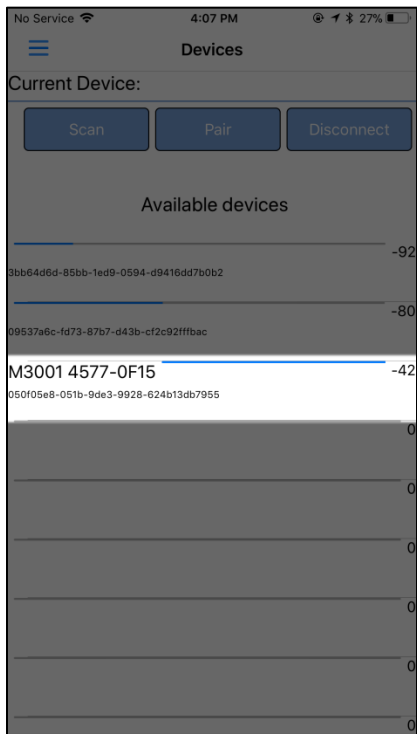 No Service 4:07 PM 27%
Devices
Current Device:
Scan Pair Disconnect
Available devices
-92
3bb64d6d-85bb-1ed9-0594-d9416dd7b0b2
-80
09537a6c-fd73-87b7-d43b-cf2c92fffbac
M3001 4577-0F15 -42
050f05e8-051b-9de3-9928-624b13db7955
0
0
0
0
0
0